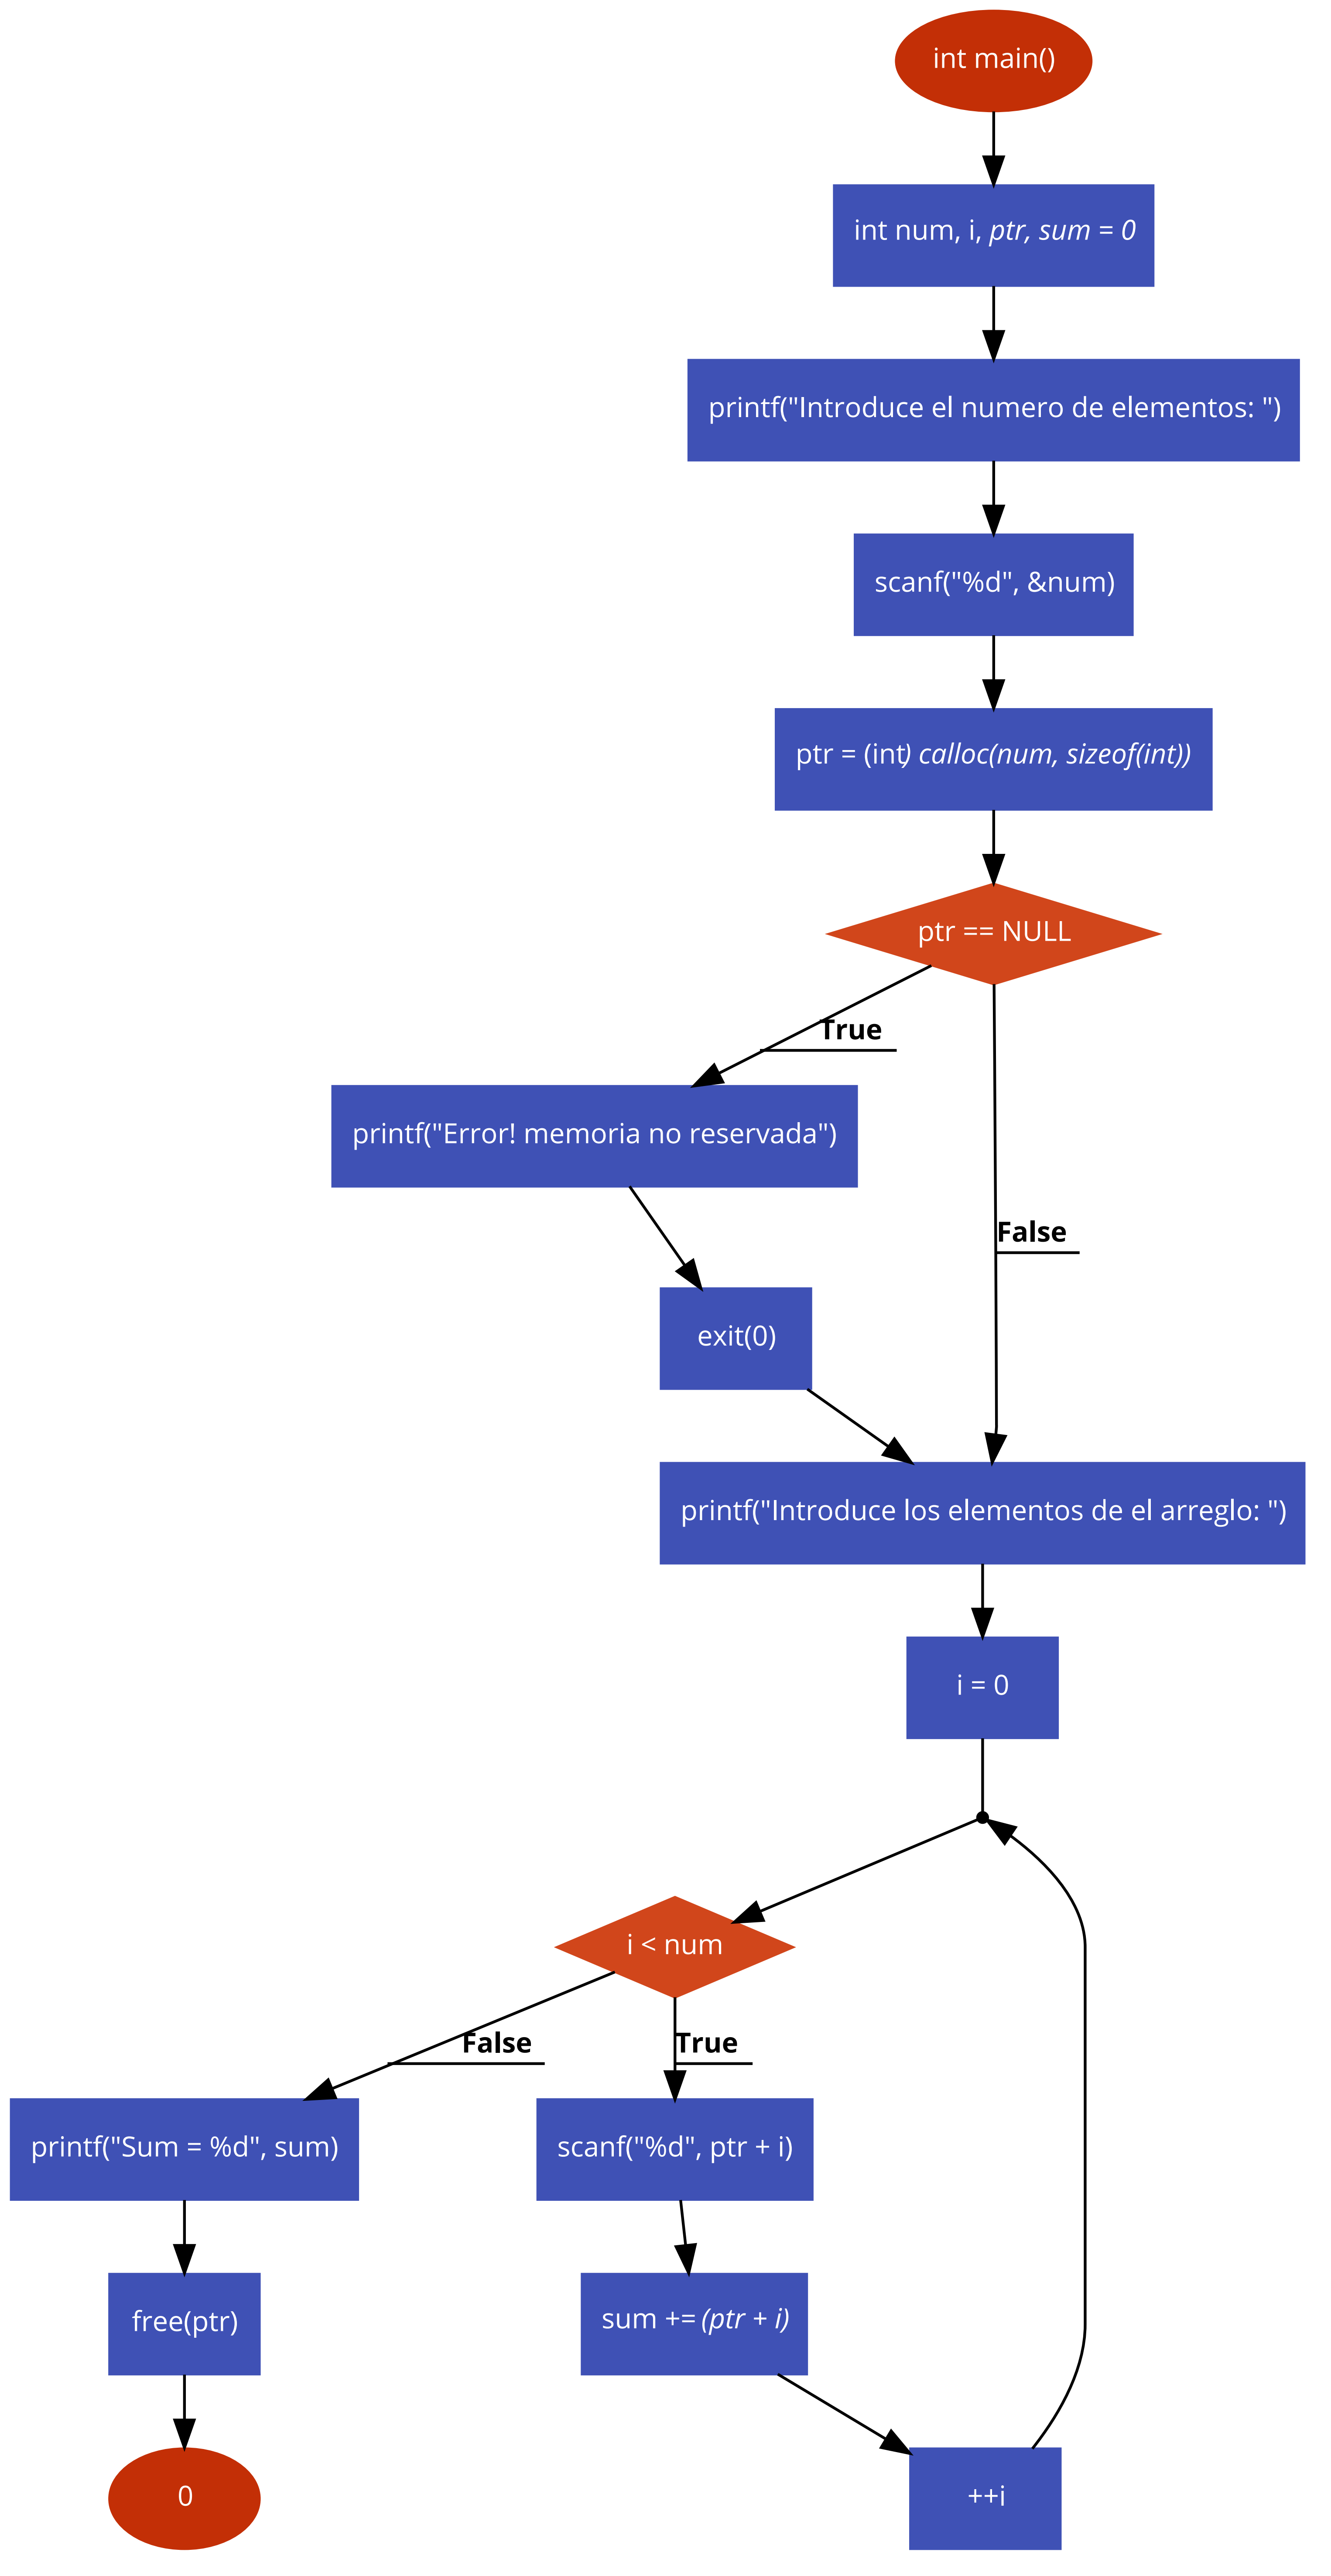 int main()
int num, i, ptr, sum = 0
printf("Introduce el numero de elementos: ")
scanf("%d", &num)
ptr = (int) calloc(num, sizeof(int))
ptr == NULL
True
printf("Error! memoria no reservada")
False
exit(0)
printf("Introduce los elementos de el arreglo: ")
i = 0
i < num
False
True
printf("Sum = %d", sum)
scanf("%d", ptr + i)
free(ptr)
sum += (ptr + i)
0
++i